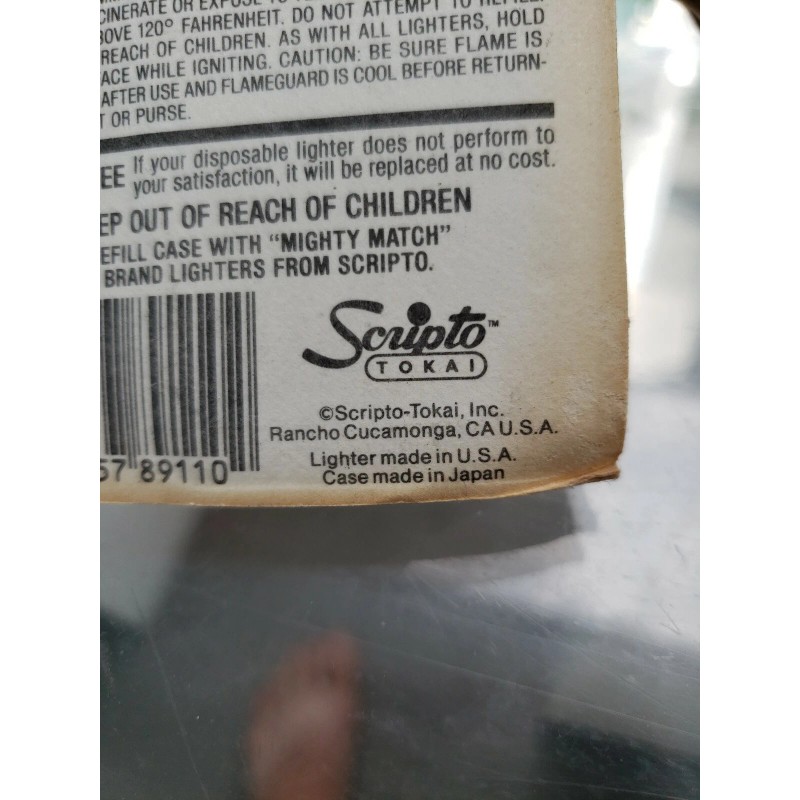 CINERATE OR EXPOSE TO
OVE 120° FAHRENHEIT. DO NOT ATTEMPT TO REFILL.
REACH OF CHILDREN. AS WITH ALL LIGHTERS, HOLD
ACE WHILE IGNITING. CAUTION: BE SURE FLAME IS
AFTER USE AND FLAMEGUARD IS COOL BEFORE RETURN-
T OR PURSE.
EE If your disposable lighter does not perform to
your satisfaction, it will be replaced at no cost.
EP OUT OF REACH OF CHILDREN
EFILL CASE WITH "MIGHTY MATCH"
BRAND LIGHTERS FROM SCRIPTO.
Scripto™
TOKAI
©Scripto-Tokai, Inc.
Rancho Cucamonga, CA U.S.A.
Lighter made in U.S.A.
Case made in Japan
57 89110